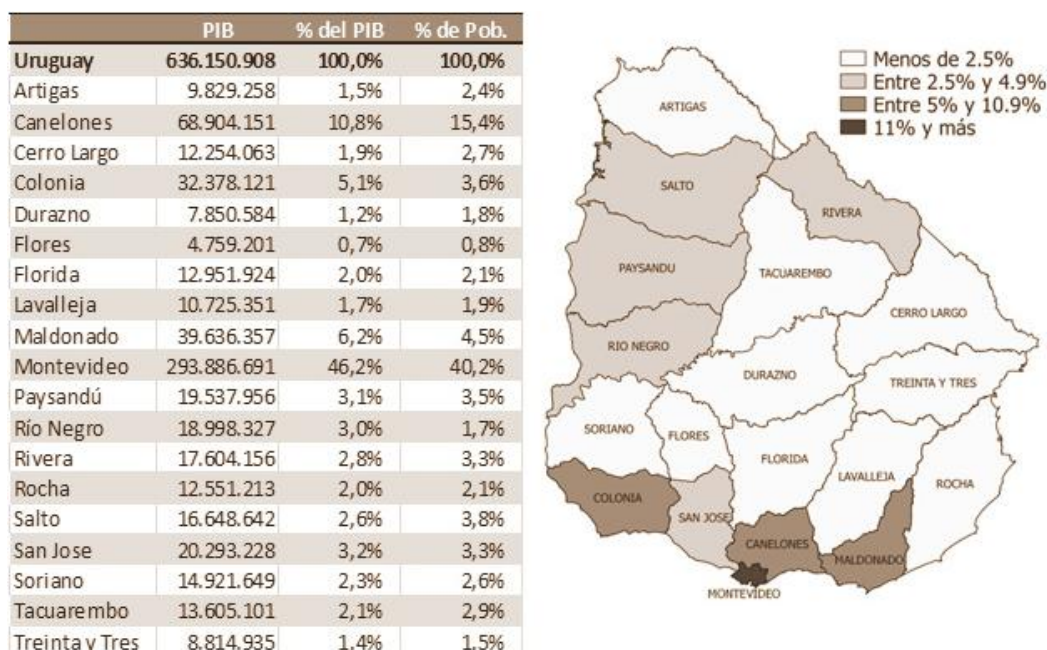 PIB % del PIB % de Pob.
Uruguay 636.150.908 100,0% 100,0%
Artigas 9.829.258 1,5% 2,4%
Canelones 68.904.151 10,8% 15,4%
Cerro Largo 12.254.063 1,9% 2,7%
Colonia 32.378.121 5,1% 3,6%
Durazno 7.850.584 1,2% 1,8%
Flores 4.759.201 0,7% 0,8%
Florida 12.951.924 2,0% 2,1%
Lavalleja 10.725.351 1,7% 1,9%
Maldonado 39.636.357 6,2% 4,5%
Montevideo 293.886.691 46,2% 40,2%
Paysandú 19.537.956 3,1% 3,5%
Río Negro 18.998.327 3,0% 1,7%
Rivera 17.604.156 2,8% 3,3%
Rocha 12.551.213 2,0% 2,1%
Salto 16.648.642 2,6% 3,8%
San Jose 20.293.228 3,2% 3,3%
Soriano 14.921.649 2,3% 2,6%
Tacuarembo 13.605.101 2,1% 2,9%
Treinta y Tres 8.814.935 1,4% 1,5%
Menos de 2.5%
Entre 2.5% y 4.9%
Entre 5% y 10.9%
11% y más
ARTIGAS
SALTO
RIVERA
PAYSANDU
TACUAREMBO
CERRO LARGO
RIO NEGRO
DURAZNO
TREINTA Y TRES
SORIANO
FLORES
FLORIDA
LAVALLEJA
ROCHA
COLONIA
SAN JOSE
CANELONES
MALDONADO
MONTEVIDEO